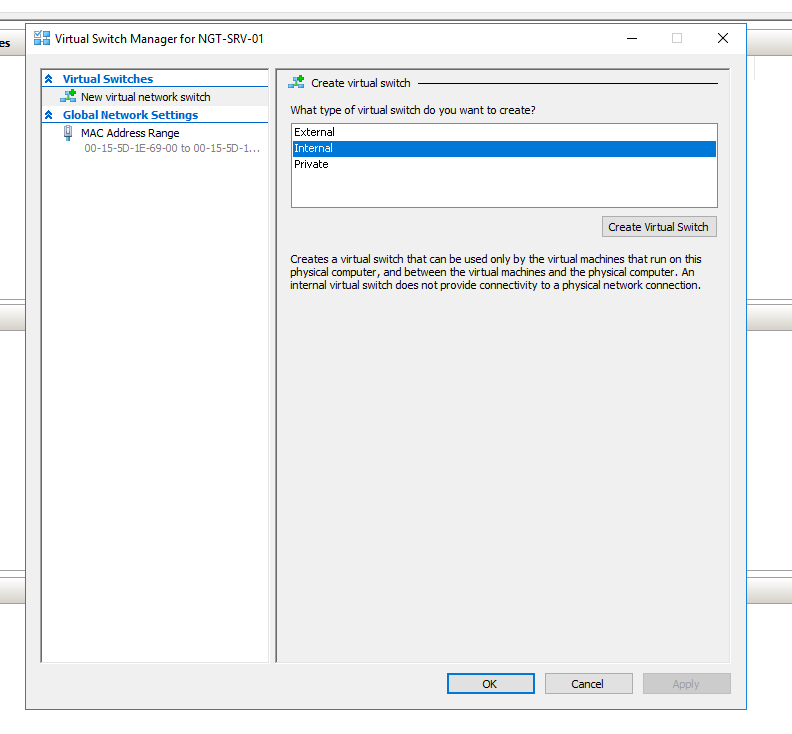 es
Virtual Switch Manager for NGT-SRV-01
Virtual Switches
New virtual network switch
Global Network Settings
MAC Address Range
00-15-5D-1E-69-00 to 00-15-5D-1...
Create virtual switch
What type of virtual switch do you want to create?
External
Internal
Private
Create Virtual Switch
Creates a virtual switch that can be used only by the virtual machines that run on this
physical computer, and between the virtual machines and the physical computer. An
internal virtual switch does not provide connectivity to a physical network connection.
OK
Cancel
Apply